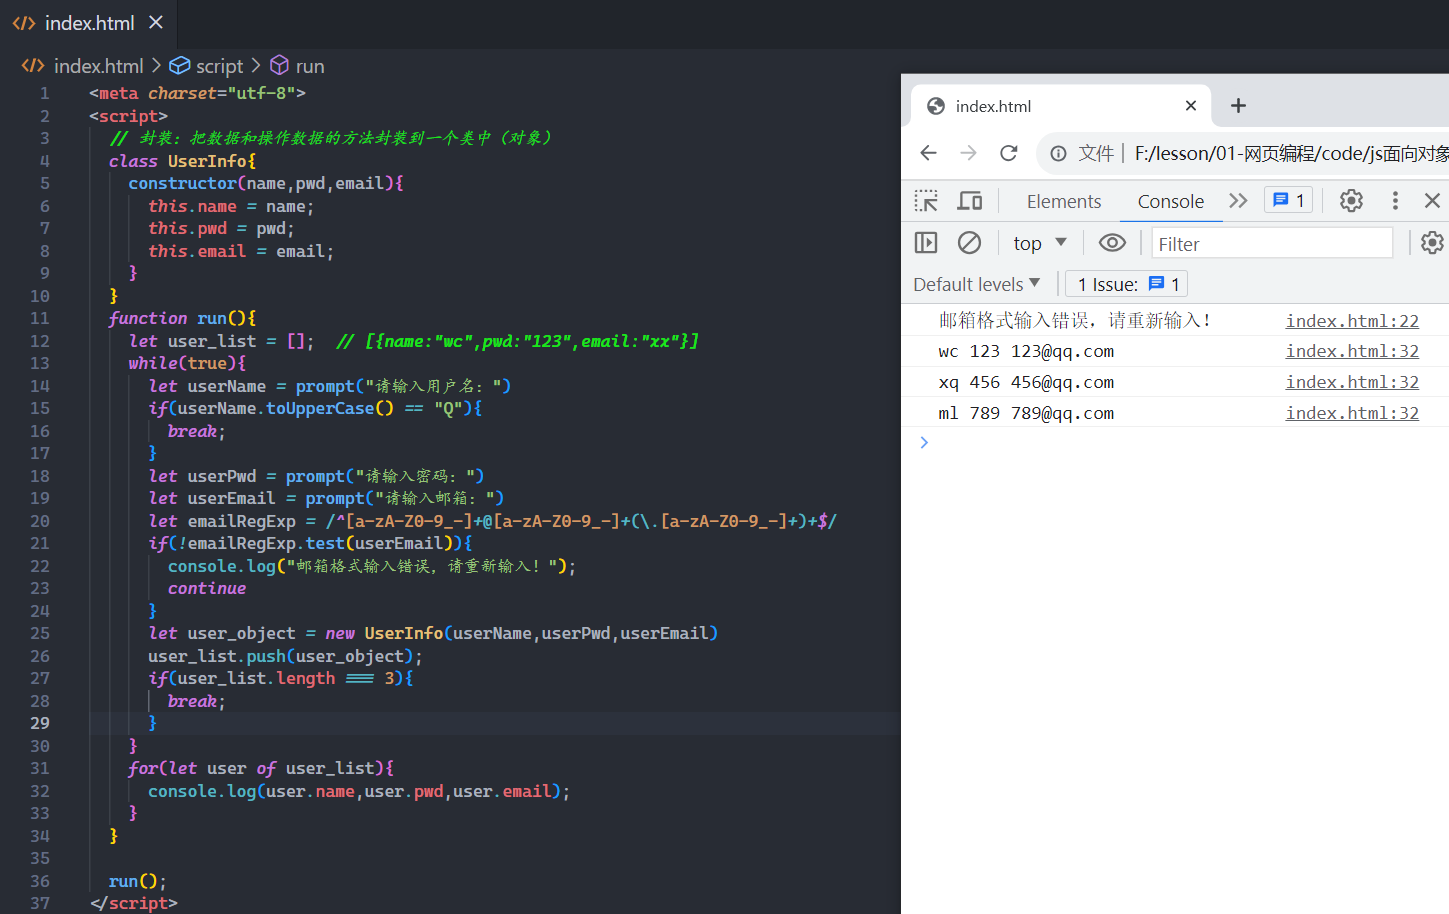 index.html
index.html > script > run
1 <meta charset="utf-8">
2 <script>
3 // 封装：把数据和操作数据的方法封装到一个类中（对象）
4 class UserInfo{
5 constructor(name,pwd,email){
6 this.name = name;
7 this.pwd = pwd;
8 this.email = email;
9 }
10 }
11 function run(){
12 let user_list = []; // [{name:"wc",pwd:"123",email:"xx"}]
13 while(true){
14 let userName = prompt("请输入用户名：")
15 if(userName.toUpperCase() == "Q"){
16 break;
17 }
18 let userPwd = prompt("请输入密码：")
19 let userEmail = prompt("请输入邮箱：")
20 let emailRegExp = /^[a-zA-Z0-9_-]+@[a-zA-Z0-9_-]+(\.[a-zA-Z0-9_-]+)+$/
21 if(!emailRegExp.test(userEmail)){
22 console.log("邮箱格式输入错误，请重新输入！");
23 continue
24 }
25 let user_object = new UserInfo(userName,userPwd,userEmail)
26 user_list.push(user_object);
27 if(user_list.length === 3){
28 break;
29 }
30 }
31 for(let user of user_list){
32 console.log(user.name,user.pwd,user.email);
33 }
34 }
35
36 run();
37 </script>
index.html
文件 F:/lesson/01-网页编程/code/js面向对象
Elements Console 1
top Filter
Default levels 1 Issue: 1
邮箱格式输入错误，请重新输入！ index.html:22
wc 123 123@qq.com index.html:32
xq 456 456@qq.com index.html:32
ml 789 789@qq.com index.html:32